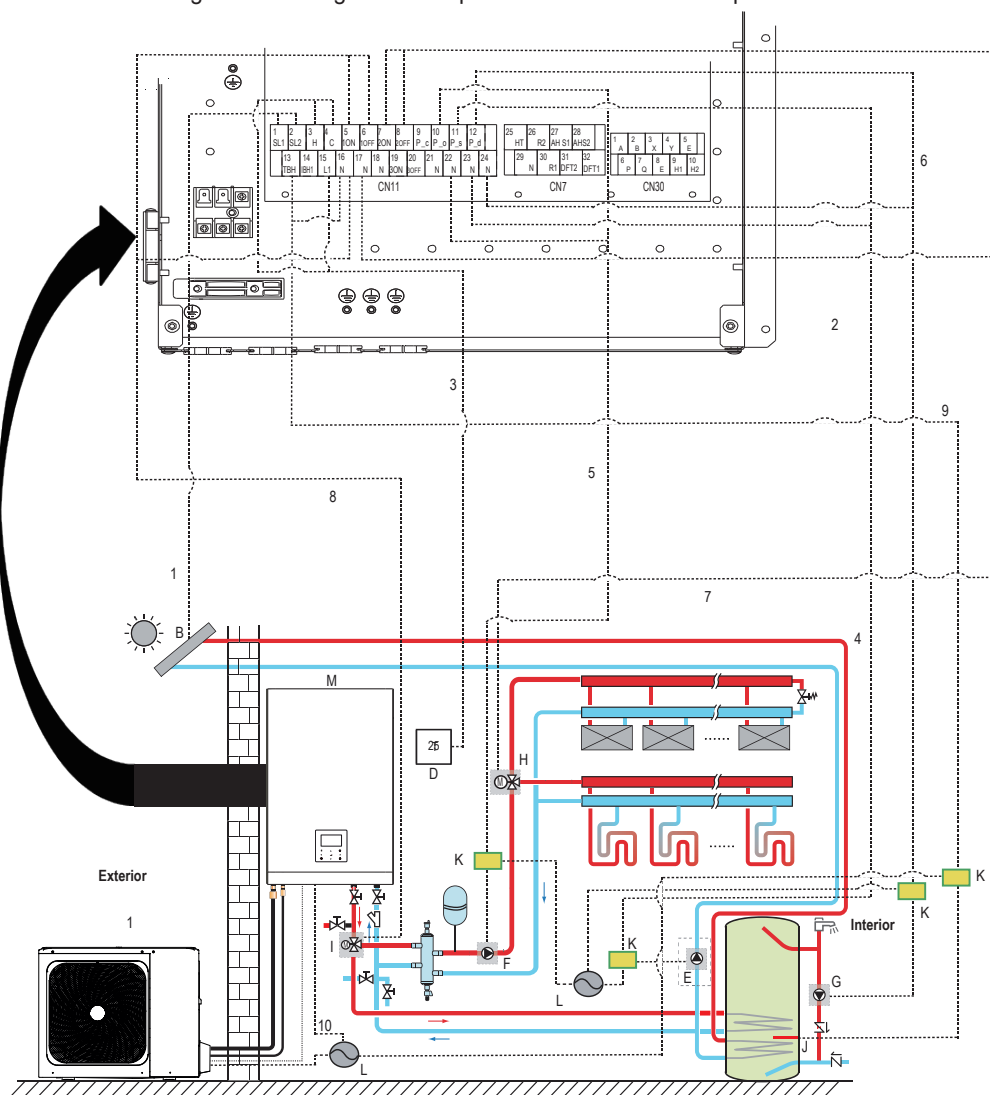 6
1 2 3 4 5 6 7 8 9 10 11 12
SL1 SL2 H C 1ON 1OFF 2ON 2OFF P_c P_o P_s P_d
13 14 15 16 17 18 19 20 21 22 23 24
TBH IBH1 L1 N N N 3ON 3OFF N N N N
CN11
25 26 27 28
HT R2 AH S1 AHS2
29 30 31 32
N R1 DFT2 DFT1
CN7
1 2 3 4 5
A B X Y E
6 7 8 9 10
P Q E H1 H2
CN30
2
3
9
5
8
1
7
B
4
M
25
D
H
M
K
K
Exterior
K
1
Interior
I
K
F
E
G
L
10
J
L